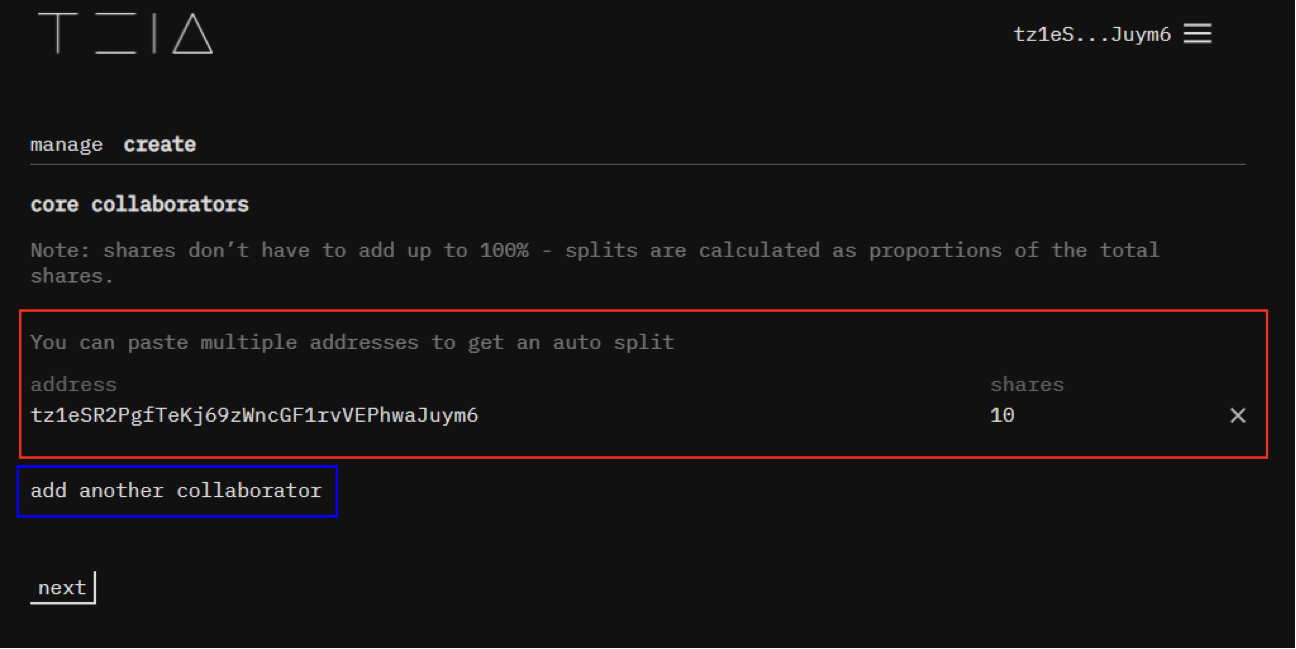 TEIA
tz1eS...Juym6
manage create
core collaborators
Note: shares don’t have to add up to 100% - splits are calculated as proportions of the total
shares.
You can paste multiple addresses to get an auto split
address shares
tz1eSR2PgfTeKj69zWncGF1rvVEPhwaJuym6 10
add another collaborator
next